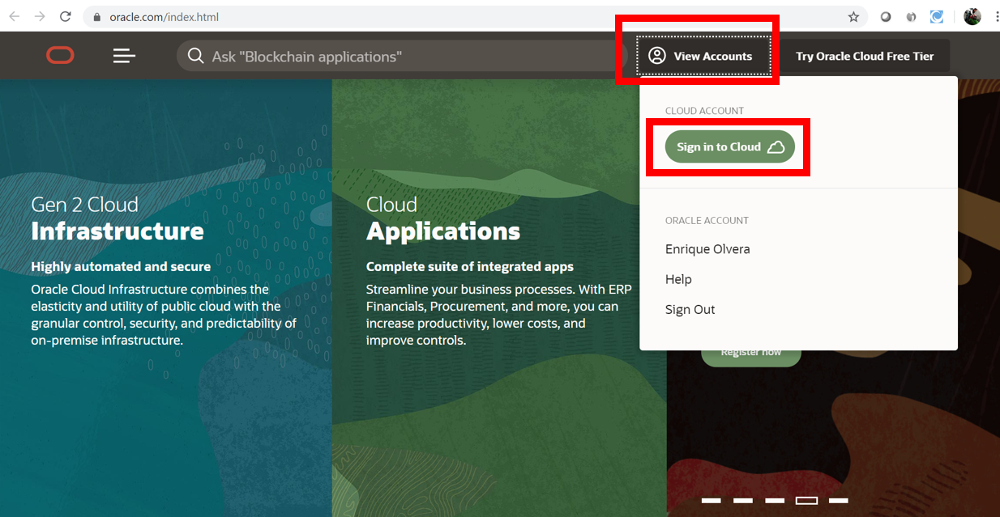 oracle.com/index.html
Ask "Blockchain applications"
View Accounts
Try Oracle Cloud Free Tier
CLOUD ACCOUNT
Sign in to Cloud
ORACLE ACCOUNT
Enrique Olvera
Help
Sign Out
Gen 2 Cloud
Infrastructure
Highly automated and secure
Oracle Cloud Infrastructure combines the
elasticity and utility of public cloud with the
granular control, security, and predictability of
on-premise infrastructure.
Cloud
Applications
Complete suite of integrated apps
Streamline your business processes. With ERP
Financials, Procurement, and more, you can
increase productivity, lower costs, and
improve controls.
Register now